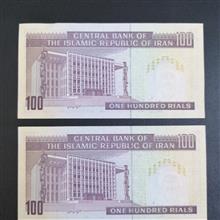 CENTRAL BANK OF
THE ISLAMIC REPUBLIC OF IRAN
100
100
ONE HUNDRED RIALS
CENTRAL BANK OF
THE ISLAMIC REPUBLIC OF IRAN
100
100
ONE HUNDRED RIALS